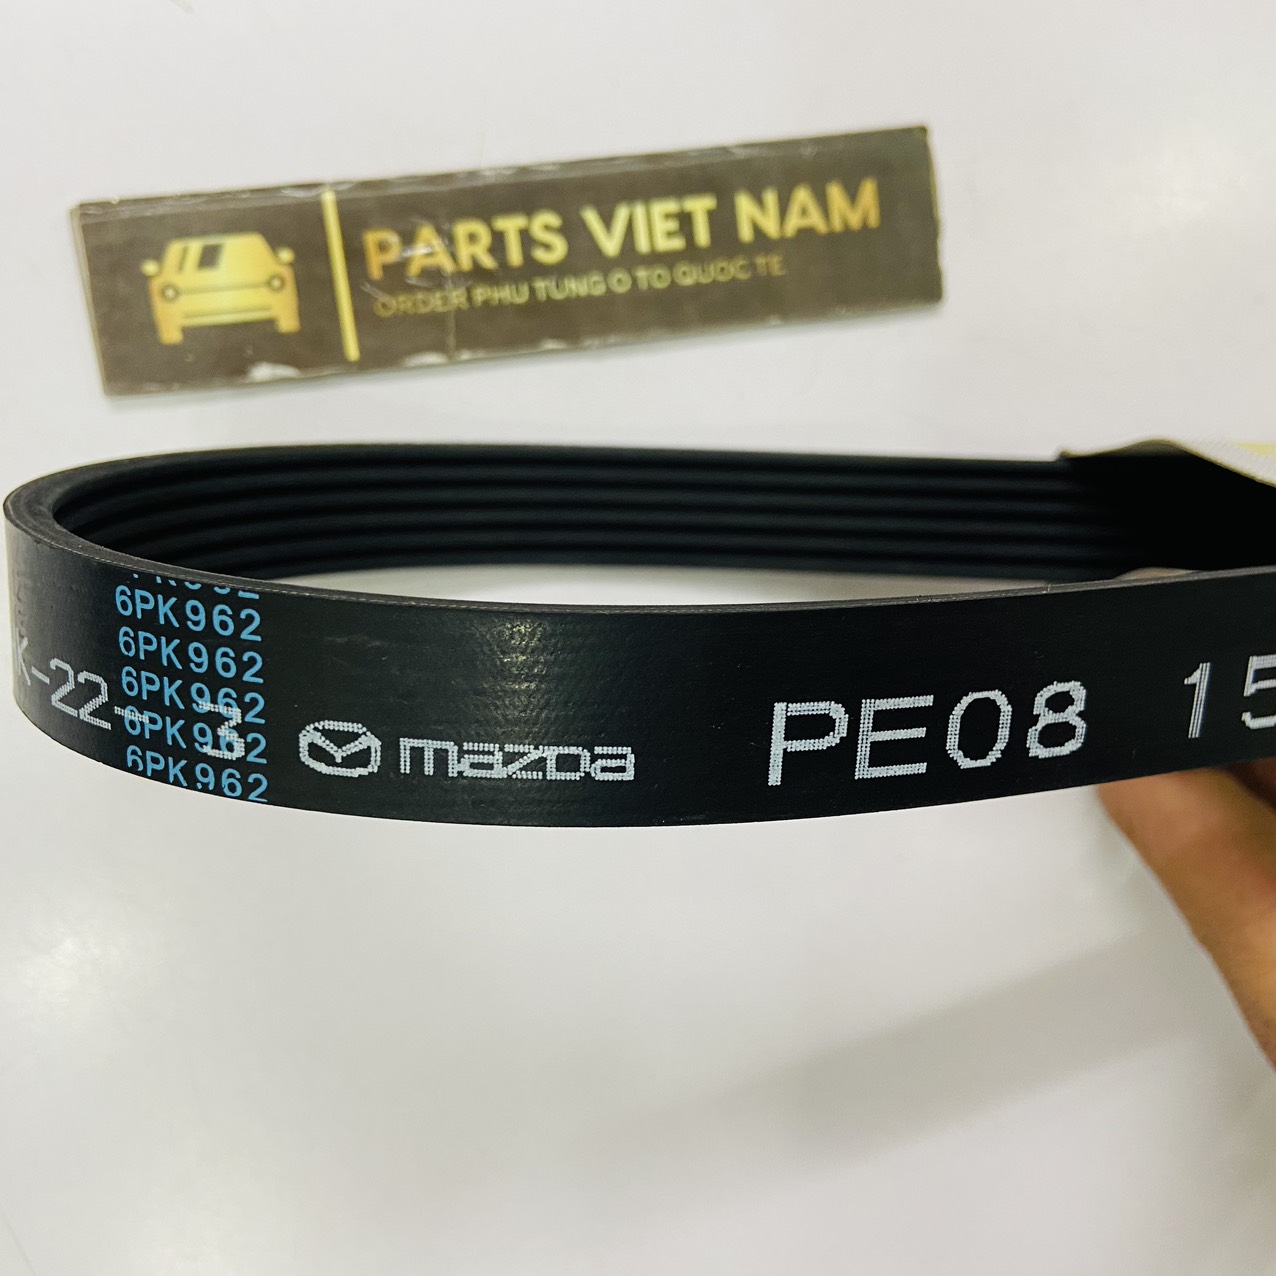 PARTS VIET NAM
ORDER PHU TUNG O TO QUOC TE
6PK962
6PK962
6PK962
6PK962
6PK962
K-22- 3 mazda PE08 15